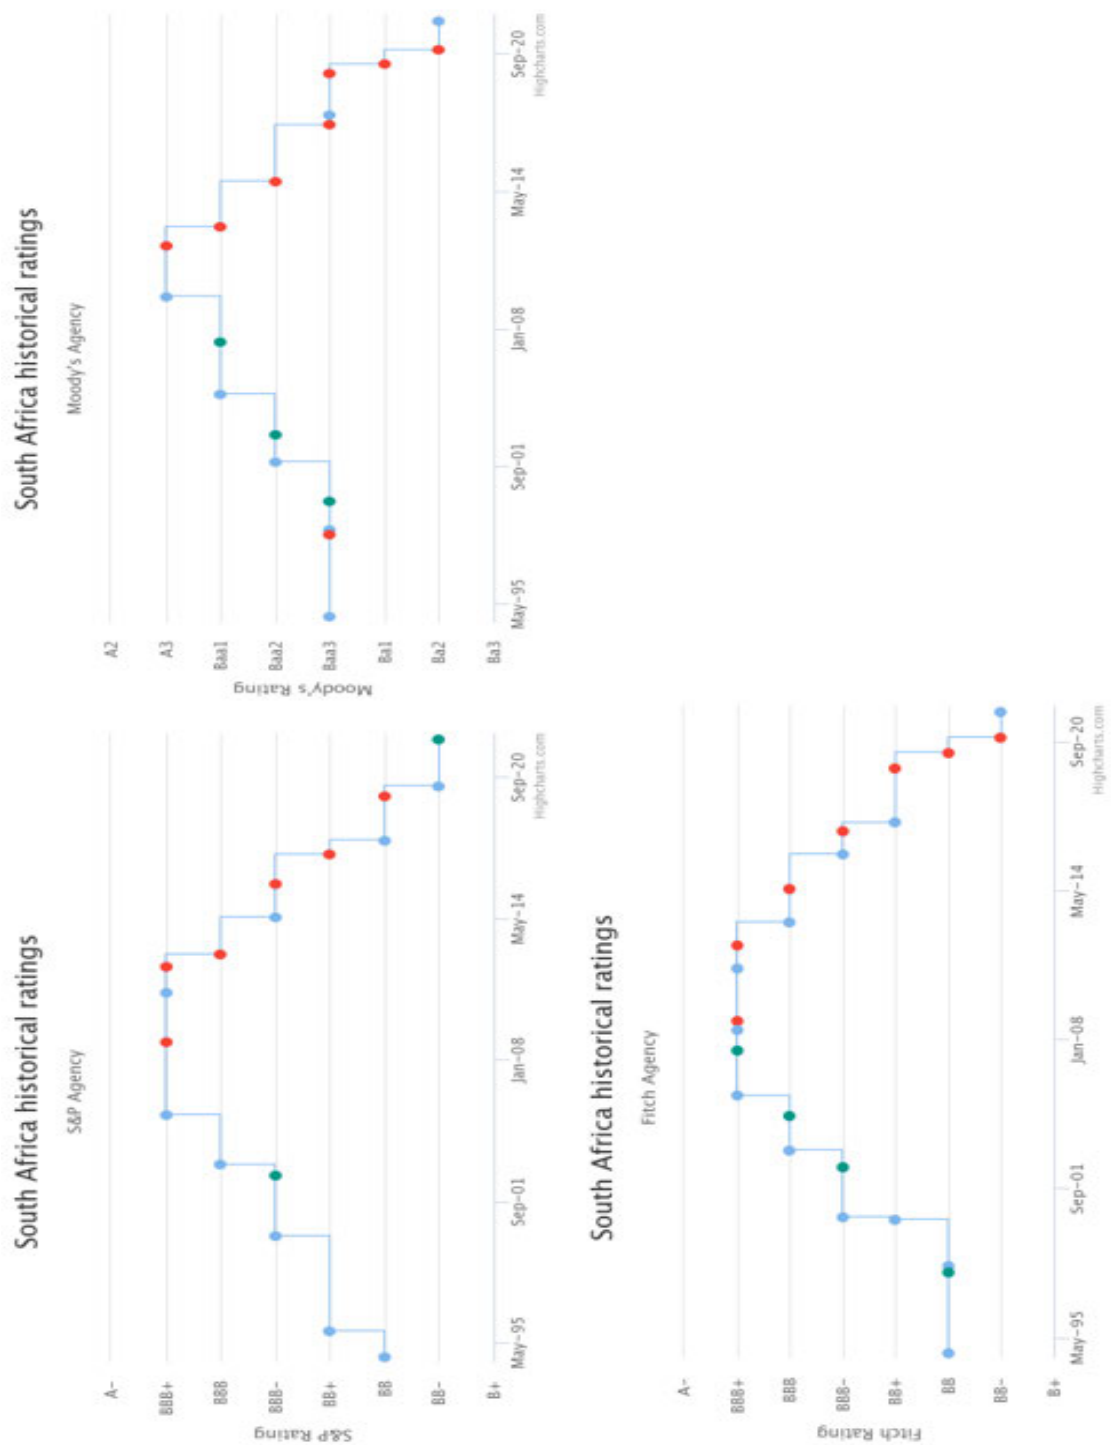 South Africa historical ratings
S&P Agency
S&P Rating
A-
BBB+
BBB
BBB-
BB+
BB
BB-
B+
May-95
Sep-01
Jan-08
May-14
Sep-20
Highcharts.com
South Africa historical ratings
Moody's Agency
Moody's Rating
A2
A3
Baa1
Baa2
Baa3
Ba1
Ba2
Ba3
May-95
Sep-01
Jan-08
May-14
Sep-20
Highcharts.com
South Africa historical ratings
Fitch Agency
Fitch Rating
A-
BBB+
BBB
BBB-
BB+
BB
BB-
B+
May-95
Sep-01
Jan-08
May-14
Sep-20
Highcharts.com